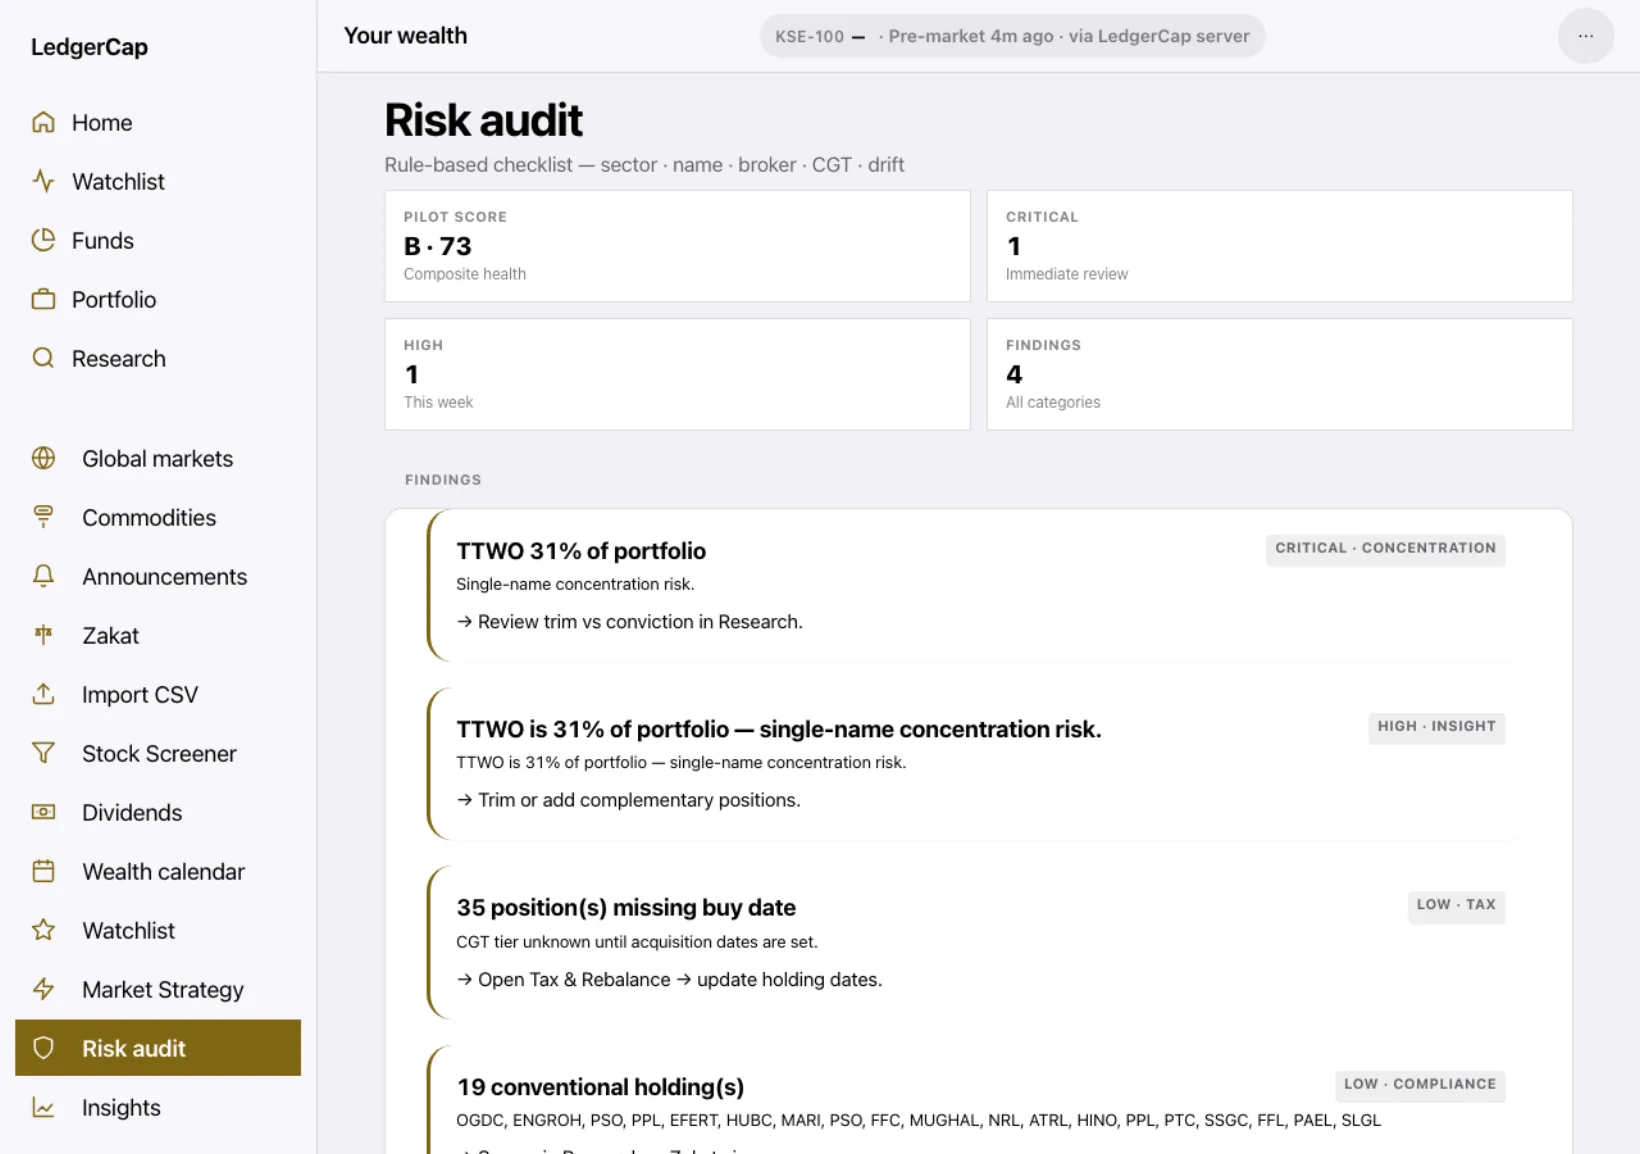 LedgerCap
Home
Watchlist
Funds
Portfolio
Research
Global markets
Commodities
Announcements
Zakat
Import CSV
Stock Screener
Dividends
Wealth calendar
Watchlist
Market Strategy
Risk audit
Insights
Your wealth
KSE-100 — · Pre-market 4m ago · via LedgerCap server
...
Risk audit
Rule-based checklist — sector · name · broker · CGT · drift
PILOT SCORE
B · 73
Composite health
CRITICAL
1
Immediate review
HIGH
1
This week
FINDINGS
4
All categories
FINDINGS
TTWO 31% of portfolio
CRITICAL · CONCENTRATION
Single-name concentration risk.
→ Review trim vs conviction in Research.
TTWO is 31% of portfolio — single-name concentration risk.
HIGH · INSIGHT
TTWO is 31% of portfolio — single-name concentration risk.
→ Trim or add complementary positions.
35 position(s) missing buy date
LOW · TAX
CGT tier unknown until acquisition dates are set.
→ Open Tax & Rebalance → update holding dates.
19 conventional holding(s)
LOW · COMPLIANCE
OGDC, ENGROH, PSO, PPL, EFERT, HUBC, MARI, PSO, FFC, MUGHAL, NRL, ATRL, HINO, PPL, PTC, SSGC, FFL, PAEL, SLGL